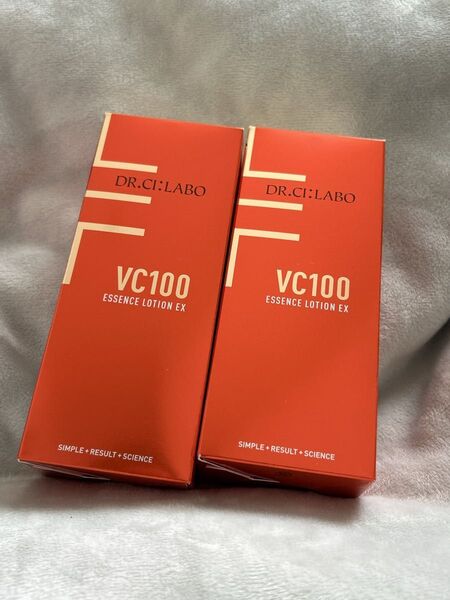 DR.CI:LABO
VC100
ESSENCE LOTION EX
SIMPLE + RESULT + SCIENCE
DR.CI:LABO
VC100
ESSENCE LOTION EX
SIMPLE + RESULT + SCIENCE